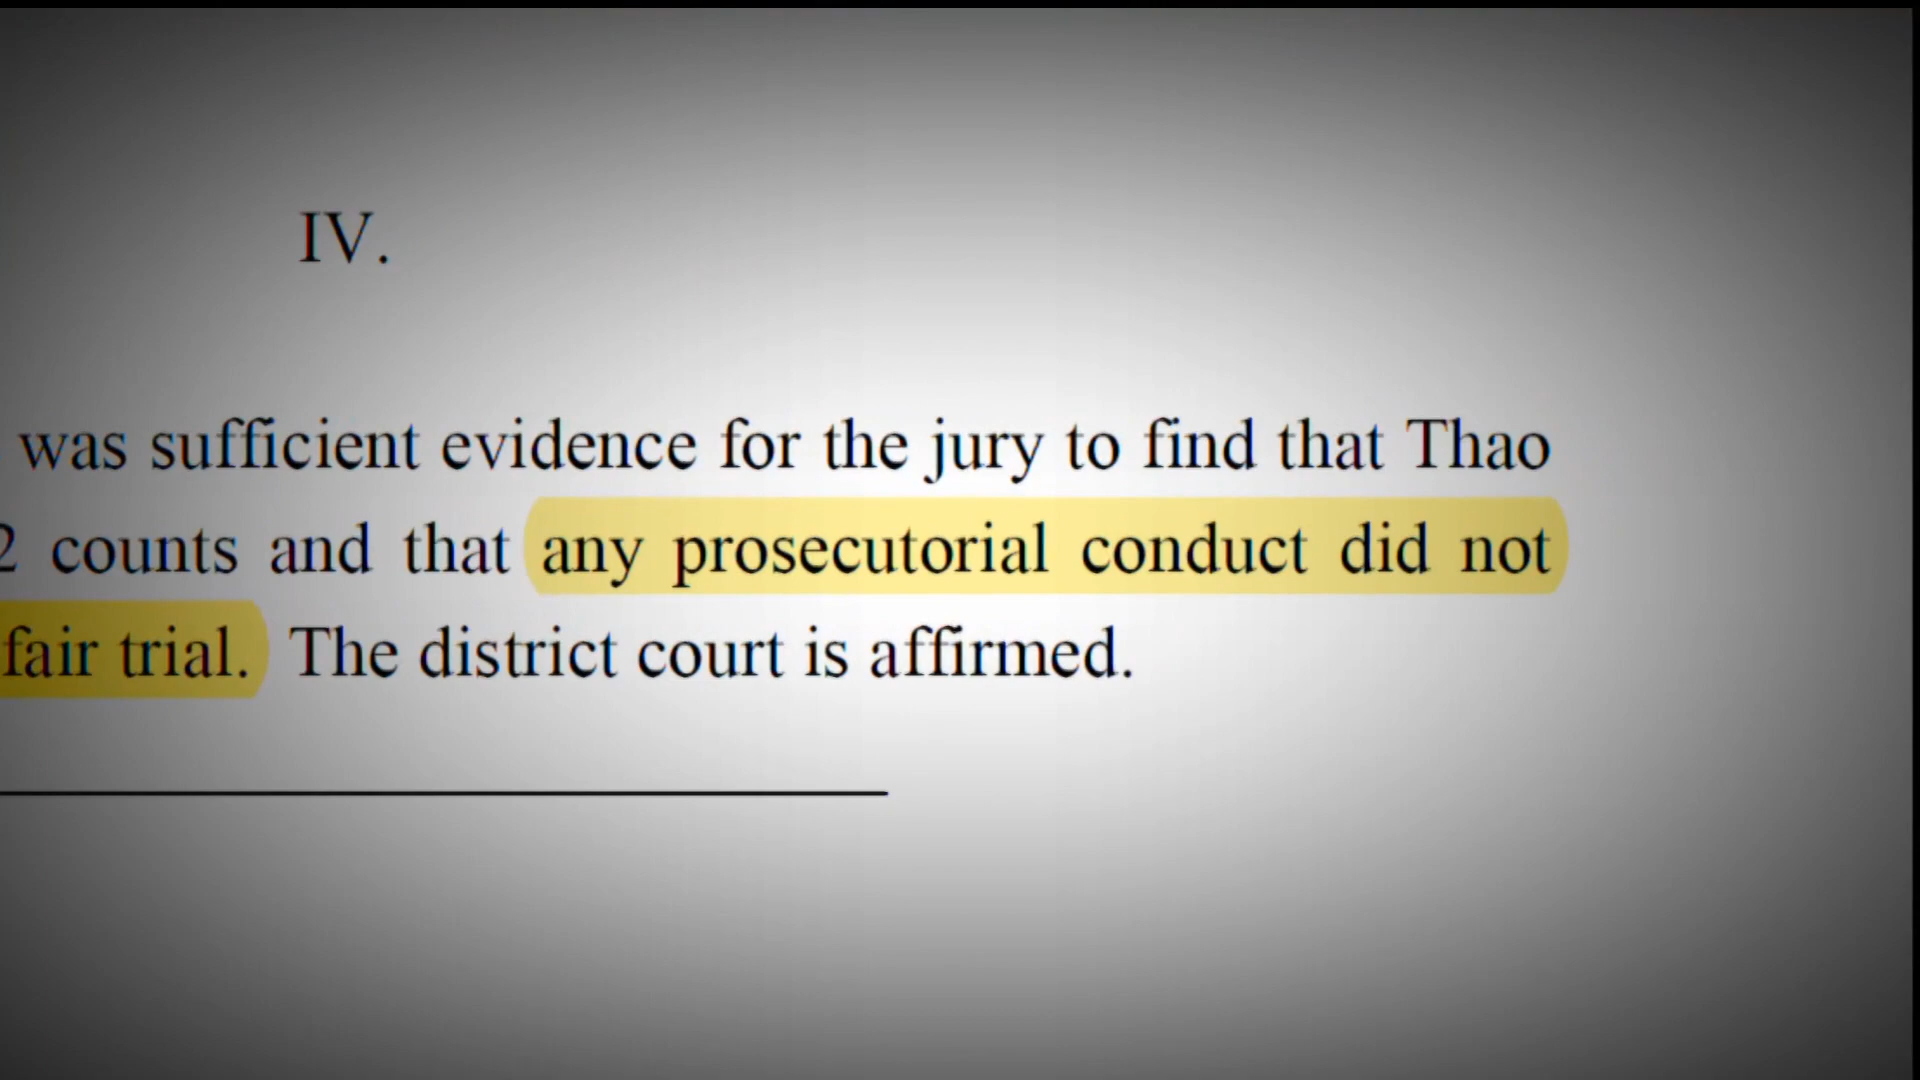 IV.
was sufficient evidence for the jury to find that Thao
2 counts and that any prosecutorial conduct did not
fair trial. The district court is affirmed.